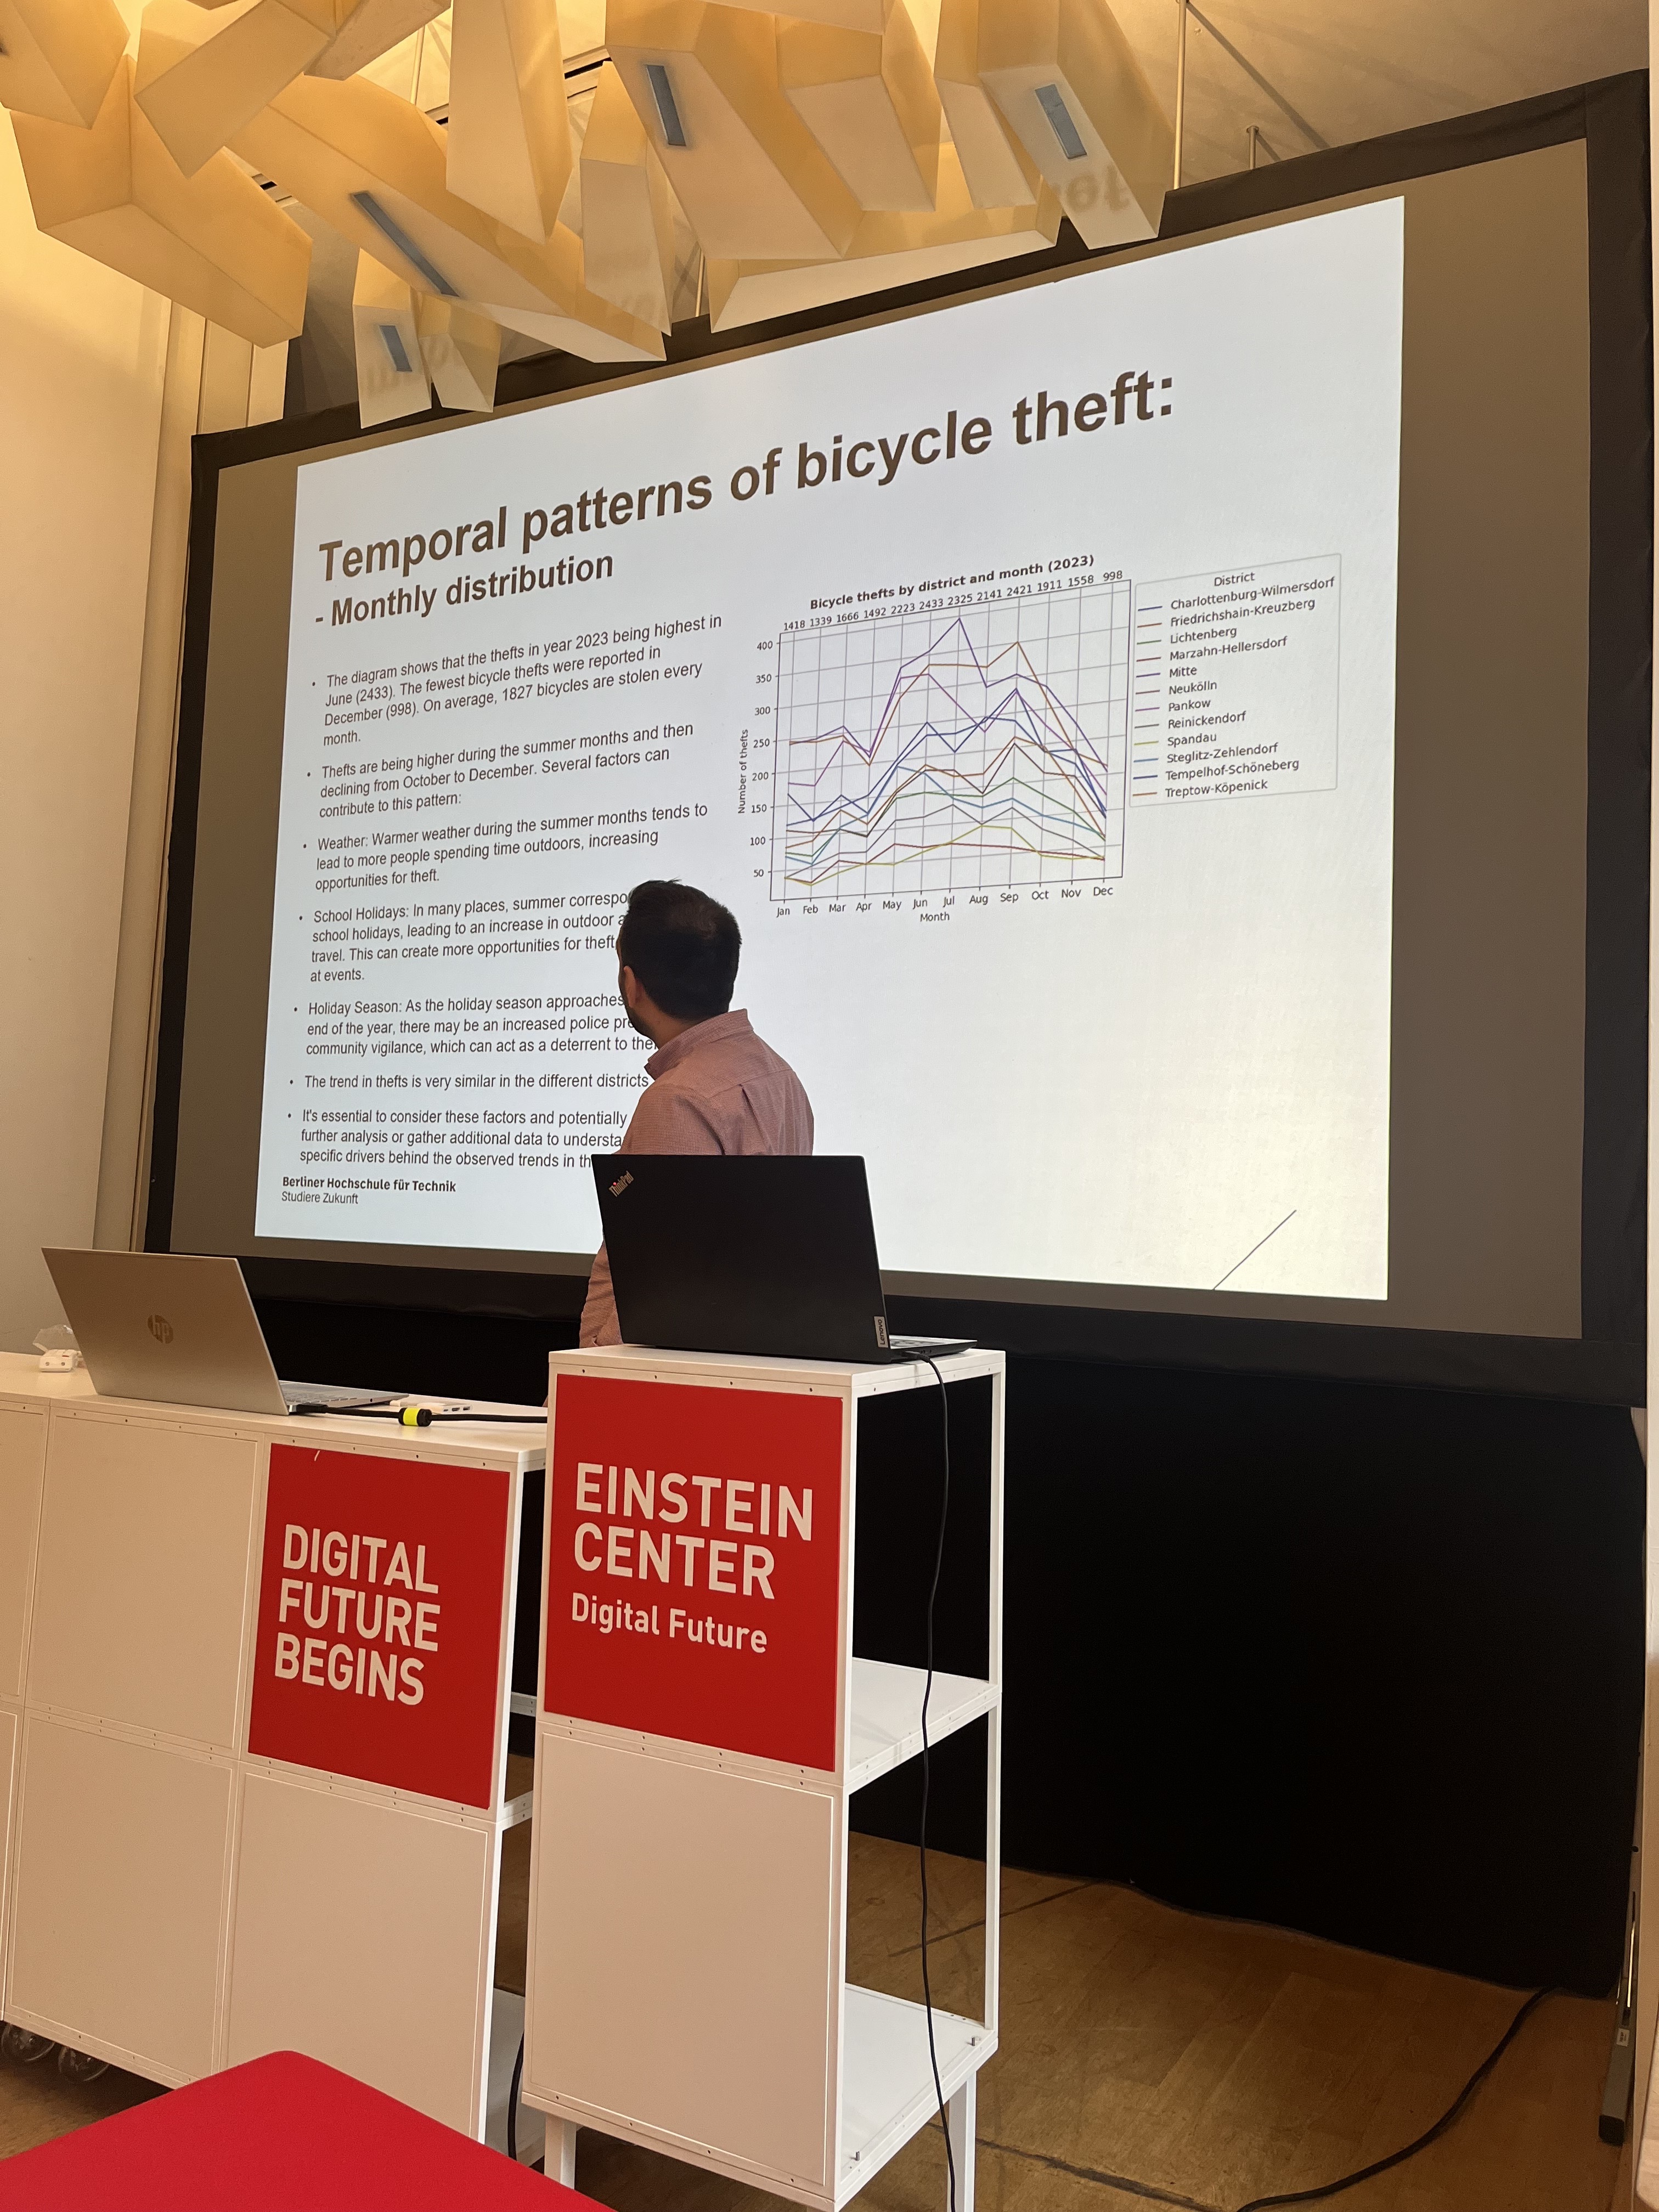 Temporal patterns of bicycle theft:
- Monthly distribution
• The diagram shows that the thefts in year 2023 being highest in
June (2433). The fewest bicycle thefts were reported in
December (998). On average, 1827 bicycles are stolen every
month.
• Thefts are being higher during the summer months and then
declining from October to December. Several factors can
contribute to this pattern:
• Weather: Warmer weather during the summer months tends to
lead to more people spending time outdoors, increasing
opportunities for theft.
• School Holidays: In many places, summer
school holidays, leading to an increase in outdoor
travel. This can create more opportunities for theft
at events.
• Holiday Season: As the holiday season approaches
end of the year, there may be an increased police
community vigilance, which can act as a deterrent to
• The trend in thefts is very similar in the different districts
• It's essential to consider these factors and potentially
further analysis or gather additional data to
specific drivers behind the observed trends in
Berliner Hochschule für Technik
Studiere Zukunft
Bicycle thefts by district and month (2023)
1418 1339 1666 1492 2223 2433 2325 2141 2421 1911 1558 998
400
350
300
250
200
150
100
50
Number of thefts
Jan Feb Mar Apr May Jun Jul Aug Sep Oct Nov Dec
Month
District
Charlottenburg-Wilmersdorf
Friedrichshain-Kreuzberg
Lichtenberg
Marzahn-Hellersdorf
Mitte
Neukölln
Pankow
Reinickendorf
Spandau
Steglitz-Zehlendorf
Tempelhof-Schöneberg
Treptow-Köpenick
ThinkPad
Lenovo
hp
DIGITAL
FUTURE
BEGINS
EINSTEIN
CENTER
Digital Future